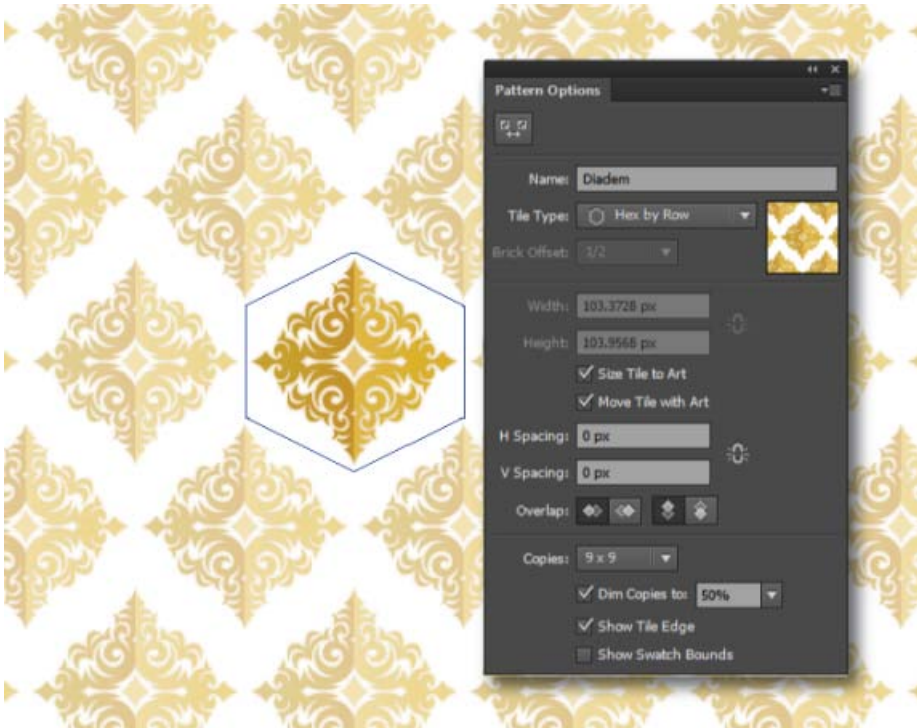 Pattern Options
Name: Diadem
Tile Type: Hex by Row
Brick Offset: 1/2
Width: 103.3728 px
Height: 103.9568 px
Size Tile to Art
Move Tile with Art
H Spacing: 0 px
V Spacing: 0 px
Overlap:
Copies: 9 x 9
Dim Copies to: 50%
Show Tile Edge
Show Swatch Bounds